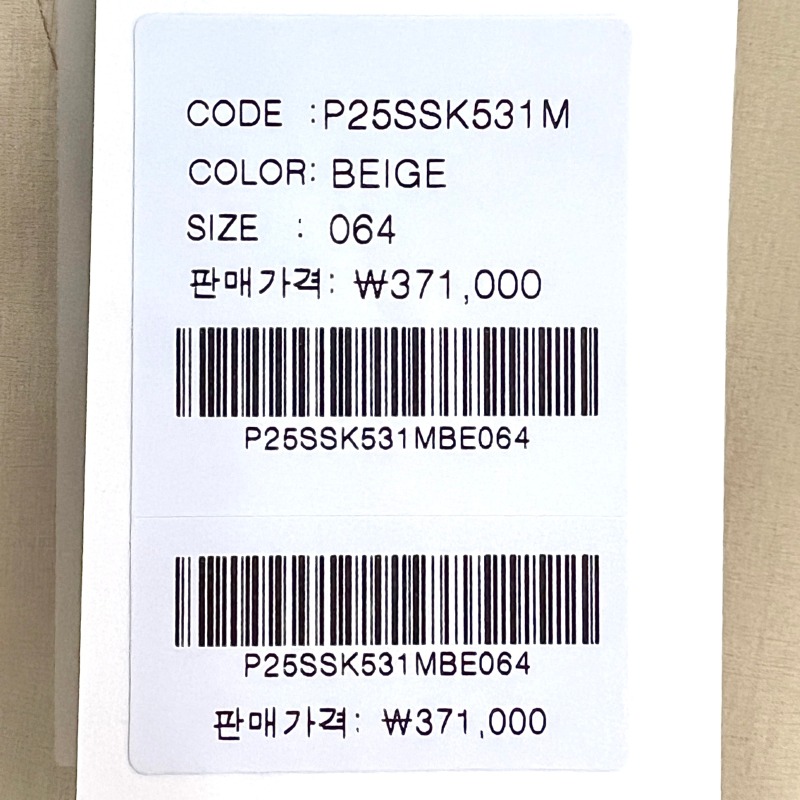 CODE :P25SSK531M
COLOR: BEIGE
SIZE : 064
판매가격: ₩371,000
P25SSK531MBE064
P25SSK531MBE064
판매가격: ₩371,000